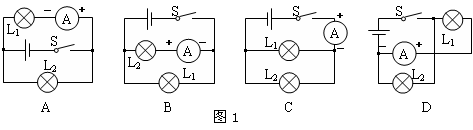 L1 − A + S L2
S L2 + A − L1
S + A − L1 L2
S L1 − A + L2
A B C D
图 1